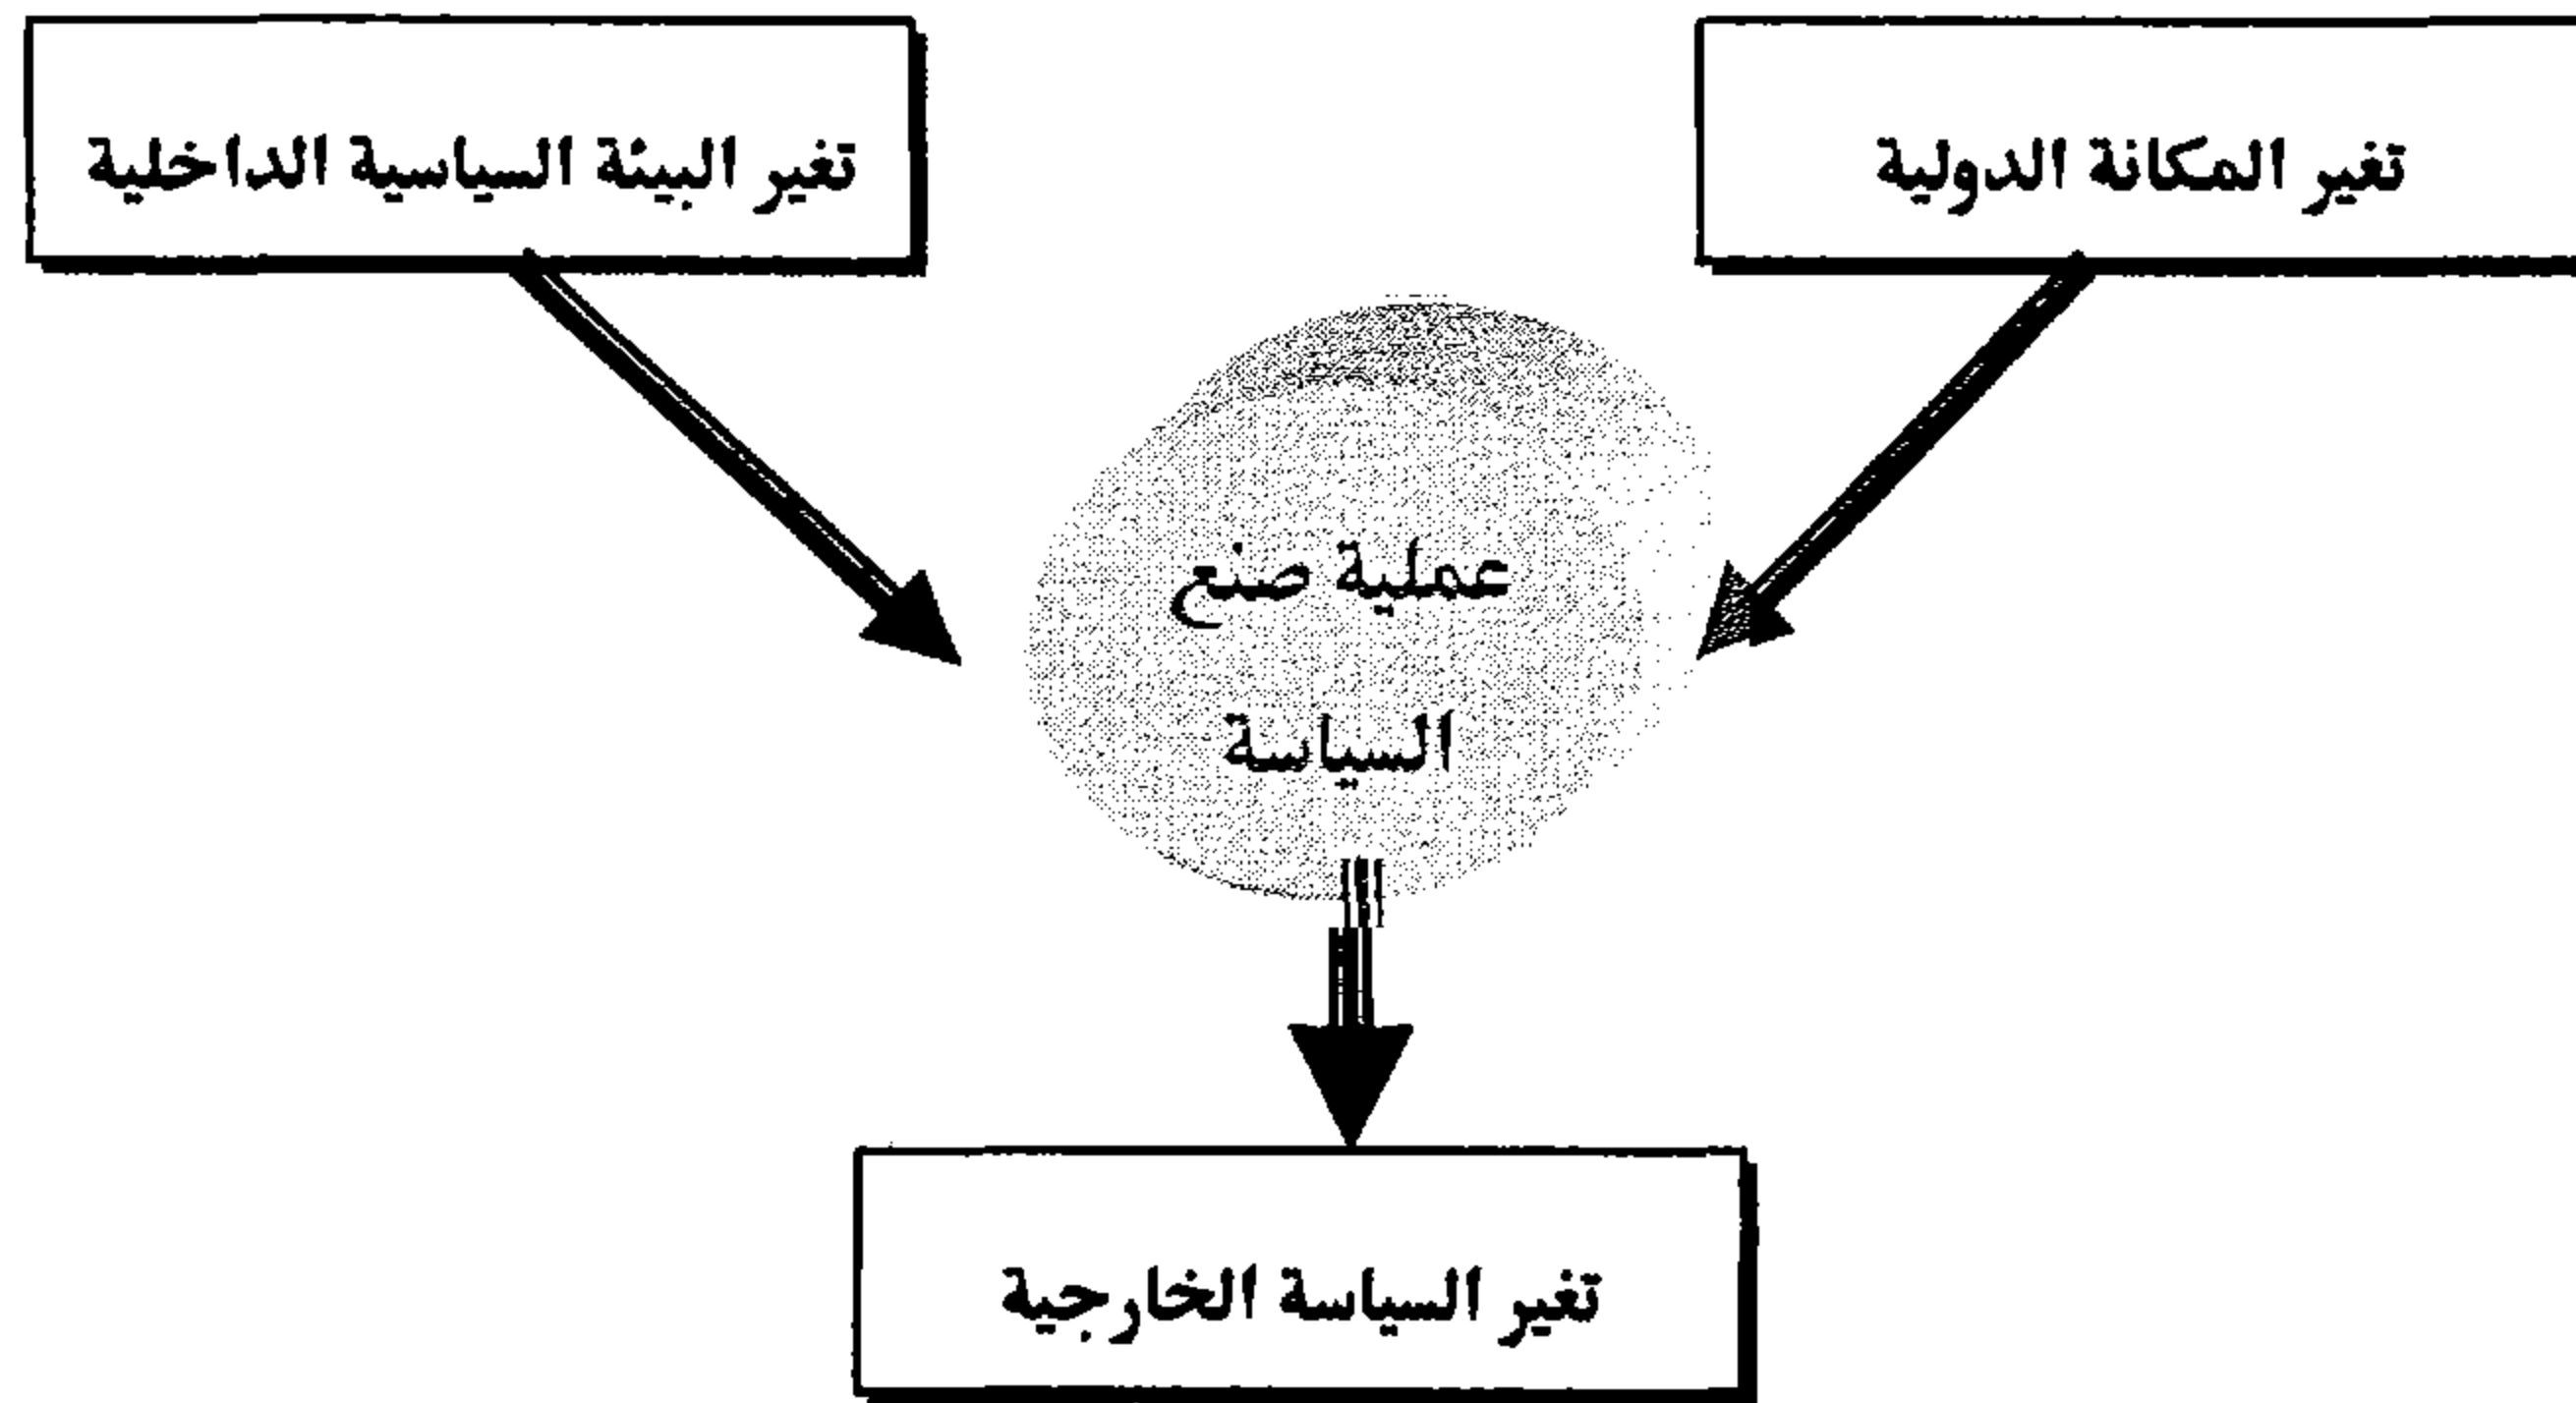 تغير المكانة الدولية
تغير البيئة السياسية الداخلية
عملية صنع
السياسة
تغير السياسة الخارجية